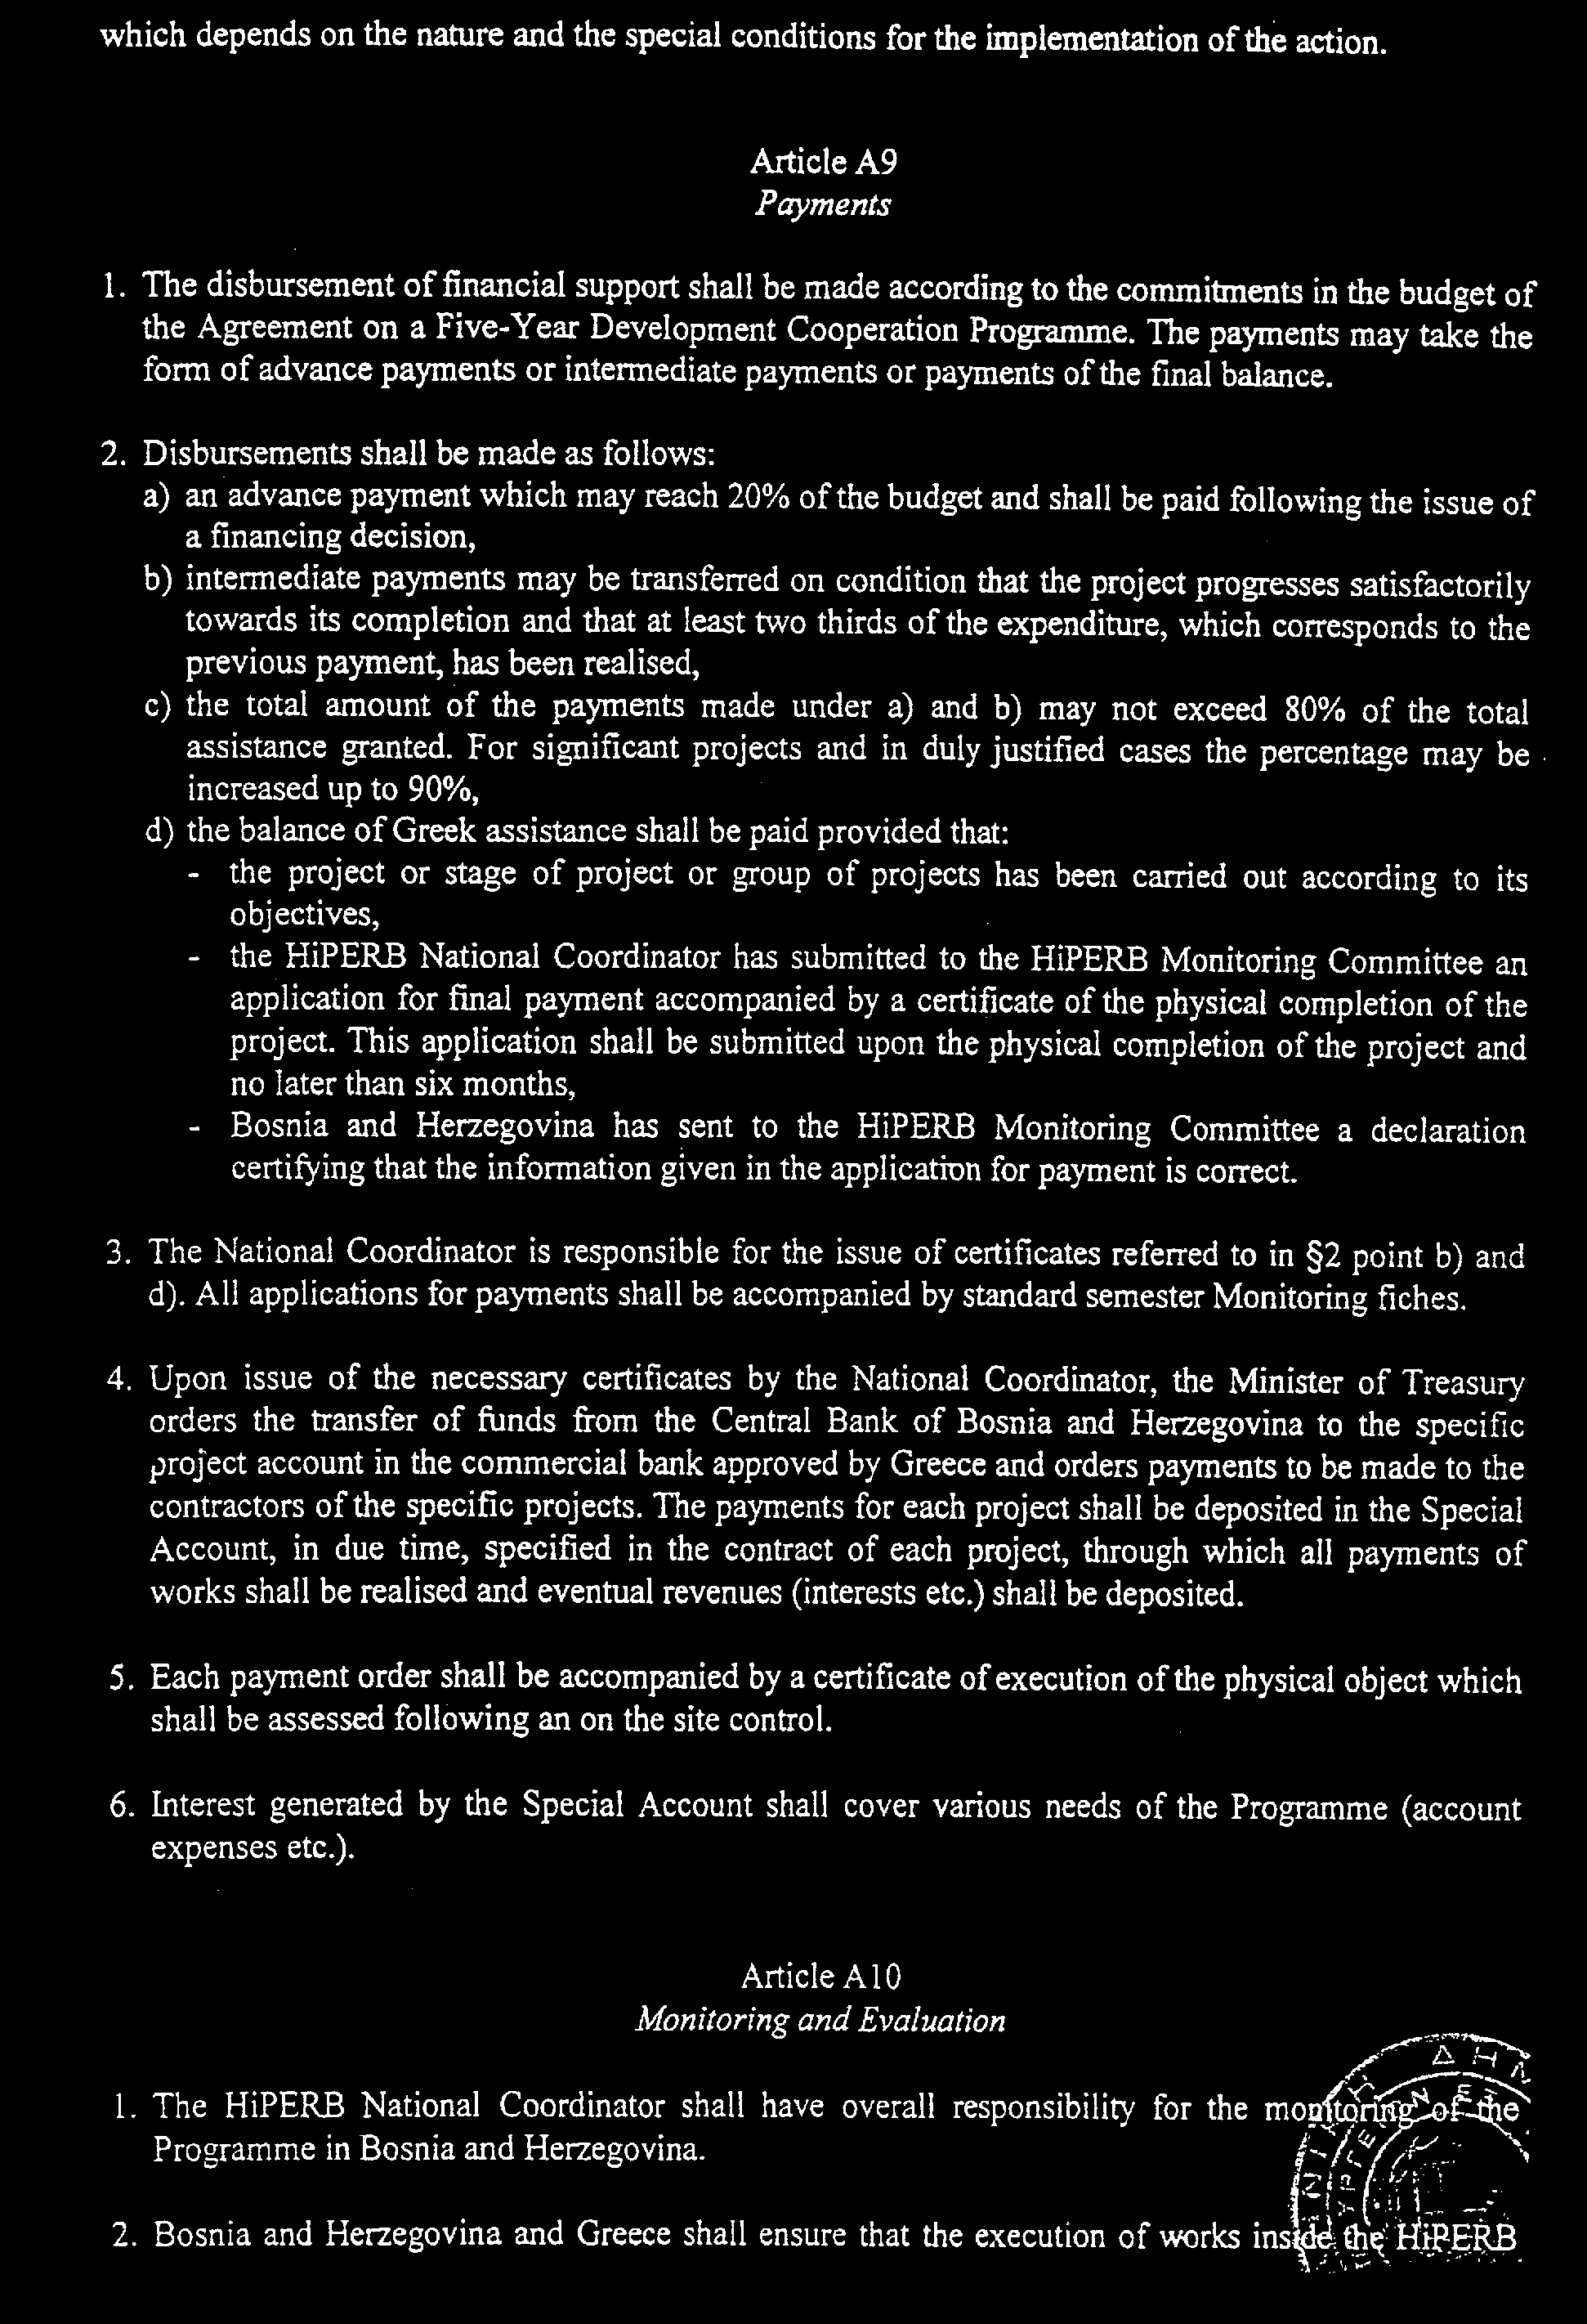 which depends on the nature and the special conditions for the implementation of the action.
Article A9
Payments
1. The disbursement of financial support shall be made according to the commitments in the budget of
the Agreement on a Five-Year Development Cooperation Programme. The payments may take the
form of advance payments or intermediate payments or payments of the final balance.
2. Disbursements shall be made as follows:
a) an advance payment which may reach 20% of the budget and shall be paid following the issue of
a financing decision,
b) intermediate payments may be transferred on condition that the project progresses satisfactorily
towards its completion and that at least two thirds of the expenditure, which corresponds to the
previous payment, has been realised,
c) the total amount of the payments made under a) and b) may not exceed 80% of the total
assistance granted. For significant projects and in duly justified cases the percentage may be
increased up to 90%,
d) the balance of Greek assistance shall be paid provided that:
- the project or stage of project or group of projects has been carried out according to its
objectives,
- the HiPERB National Coordinator has submitted to the HiPERB Monitoring Committee an
application for final payment accompanied by a certificate of the physical completion of the
project. This application shall be submitted upon the physical completion of the project and
no later than six months,
- Bosnia and Herzegovina has sent to the HiPERB Monitoring Committee a declaration
certifying that the information given in the application for payment is correct.
3. The National Coordinator is responsible for the issue of certificates referred to in §2 point b) and
d). All applications for payments shall be accompanied by standard semester Monitoring fiches.
4. Upon issue of the necessary certificates by the National Coordinator, the Minister of Treasury
orders the transfer of funds from the Central Bank of Bosnia and Herzegovina to the specific
project account in the commercial bank approved by Greece and orders payments to be made to the
contractors of the specific projects. The payments for each project shall be deposited in the Special
Account, in due time, specified in the contract of each project, through which all payments of
works shall be realised and eventual revenues (interests etc.) shall be deposited.
5. Each payment order shall be accompanied by a certificate of execution of the physical object which
shall be assessed following an on the site control.
6. Interest generated by the Special Account shall cover various needs of the Programme (account
expenses etc.).
Article A10
Monitoring and Evaluation
1. The HiPERB National Coordinator shall have overall responsibility for the monitoring of the
Programme in Bosnia and Herzegovina.
2. Bosnia and Herzegovina and Greece shall ensure that the execution of works inside the HiPERB